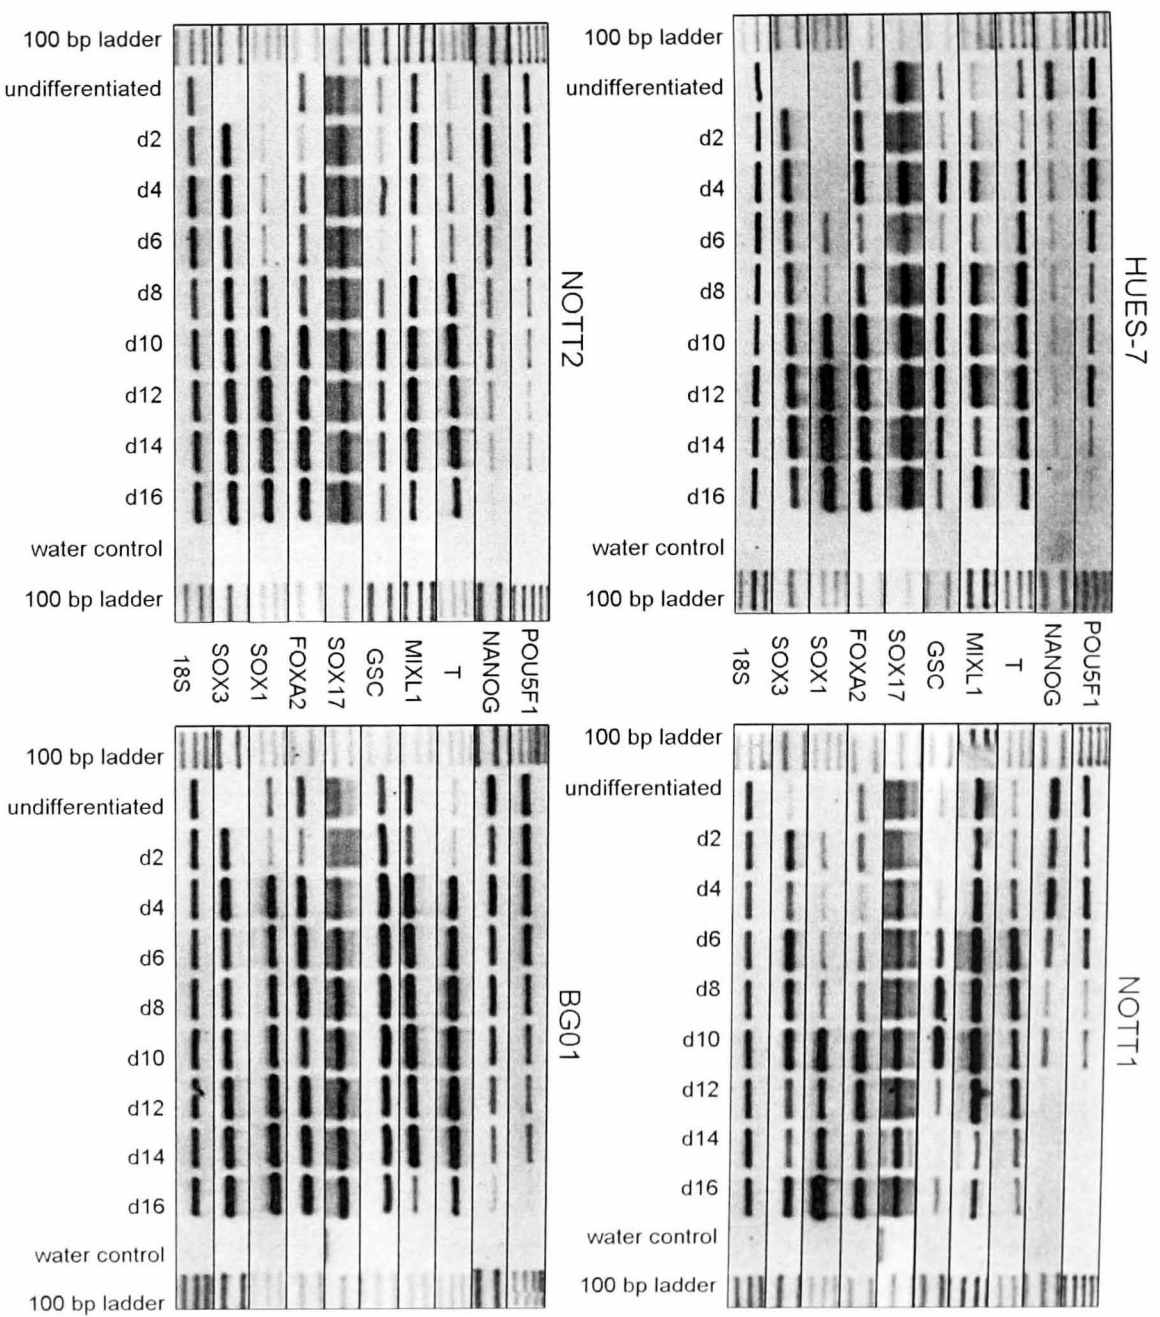 100 bp ladder
undifferentiated
d2
d4
d6
d8
d10
d12
d14
d16
water control
100 bp ladder
NOTT2
100 bp ladder
undifferentiated
d2
d4
d6
d8
d10
d12
d14
d16
water control
100 bp ladder
HUES-7
18S
SOX3
SOX1
FOXA2
SOX17
GSC
MIXL1
T
NANOG
POU5F1
18S
SOX3
SOX1
FOXA2
SOX17
GSC
MIXL1
T
NANOG
POU5F1
100 bp ladder
undifferentiated
d2
d4
d6
d8
d10
d12
d14
d16
water control
100 bp ladder
BG01
100 bp ladder
undifferentiated
d2
d4
d6
d8
d10
d12
d14
d16
water control
100 bp ladder
NOTT1